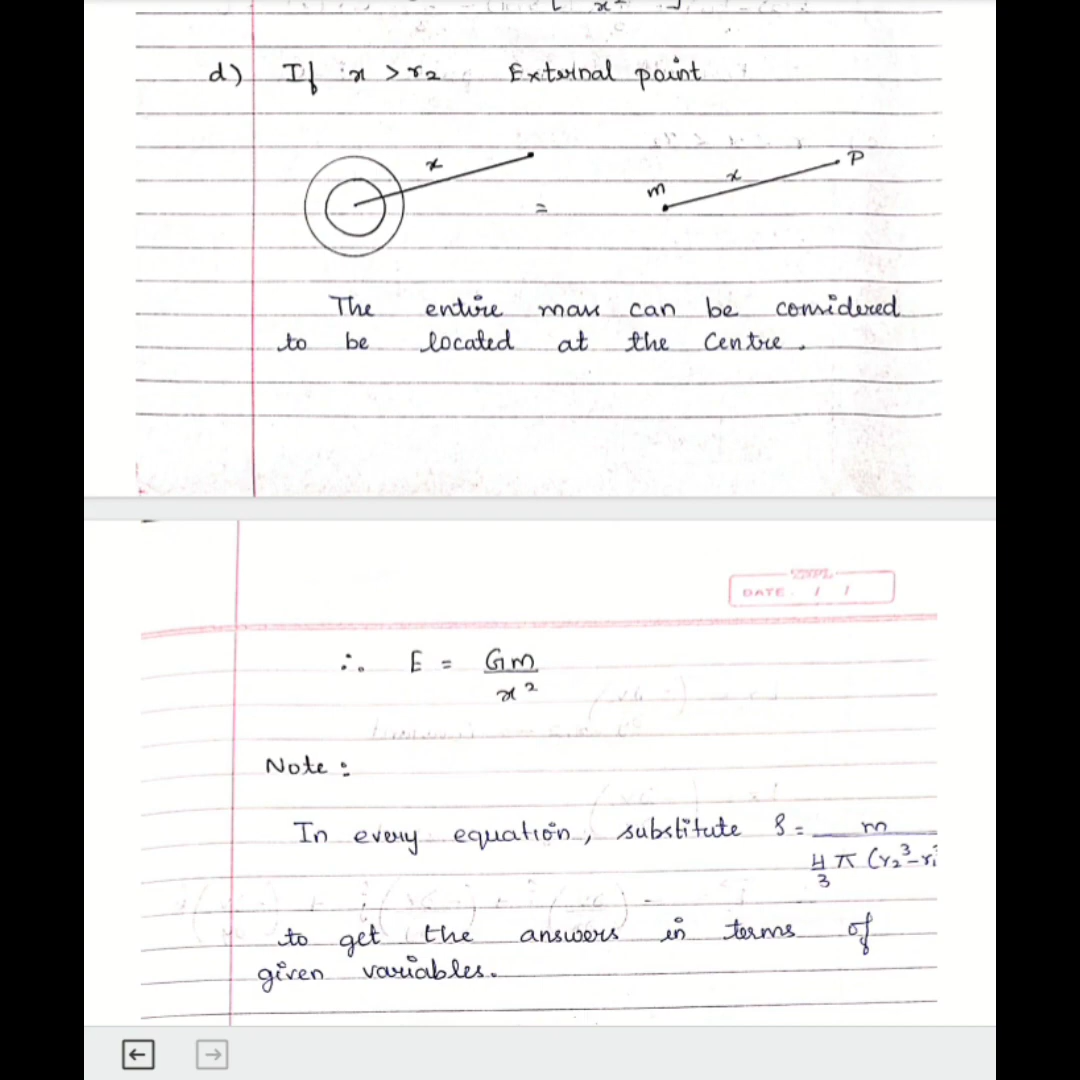 d) If x > r2 External point
x
=
m x P
The entire mass can be considered
to be located at the Centre.
DATE: / /
∴ E = Gm
x²
Note :
In every equation, substitute ρ = m
4/3 π (r₂³-r₁
to get the answers in terms of
given variables.